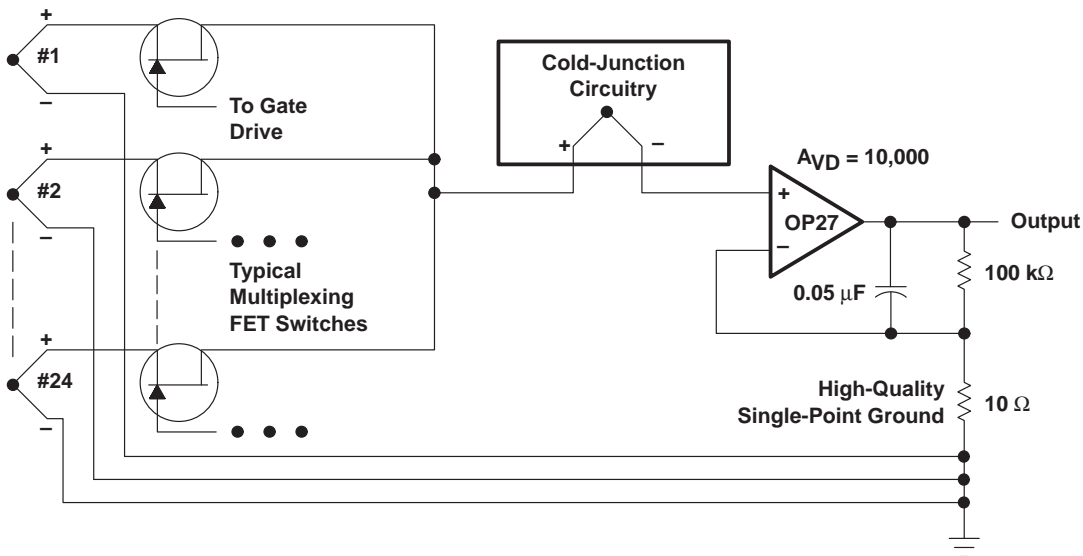 +
#1
–
To Gate
Drive
+
#2
–
Typical
Multiplexing
FET Switches
+
#24
–
Cold-Junction
Circuitry
+ –
AVD = 10,000
+
OP27
–
Output
100 kΩ
0.05 μF
High-Quality
Single-Point Ground
10 Ω